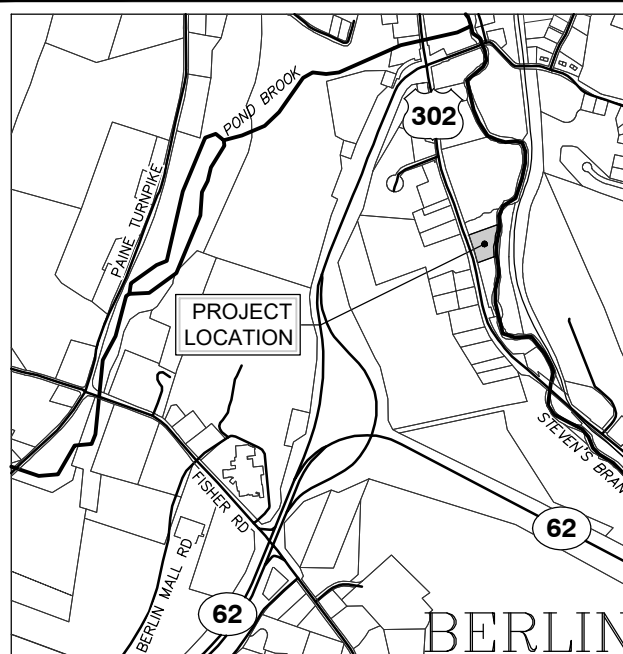 302
POND BROOK
PAINE TURNPIKE
PROJECT
LOCATION
STEVEN'S BRAN
FISHER RD
62
BERLIN MALL RD
62
BERLIN